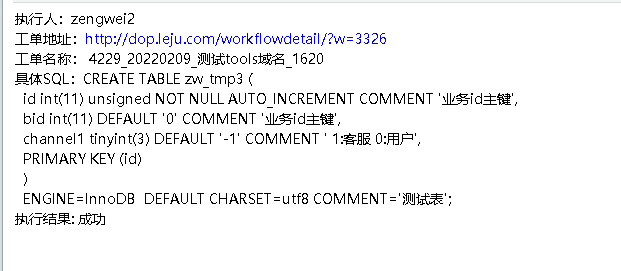 执行人：zengwei2
工单地址：http://dop.leju.com/workflowdetail/?w=3326
工单名称： 4229_20220209_测试tools域名_1620
具体SQL：CREATE TABLE zw_tmp3 (
id int(11) unsigned NOT NULL AUTO_INCREMENT COMMENT '业务id主键',
bid int(11) DEFAULT '0' COMMENT '业务id主键',
channel1 tinyint(3) DEFAULT '-1' COMMENT ' 1:客服 0:用户',
PRIMARY KEY (id)
)
ENGINE=InnoDB  DEFAULT CHARSET=utf8 COMMENT='测试表';
执行结果: 成功